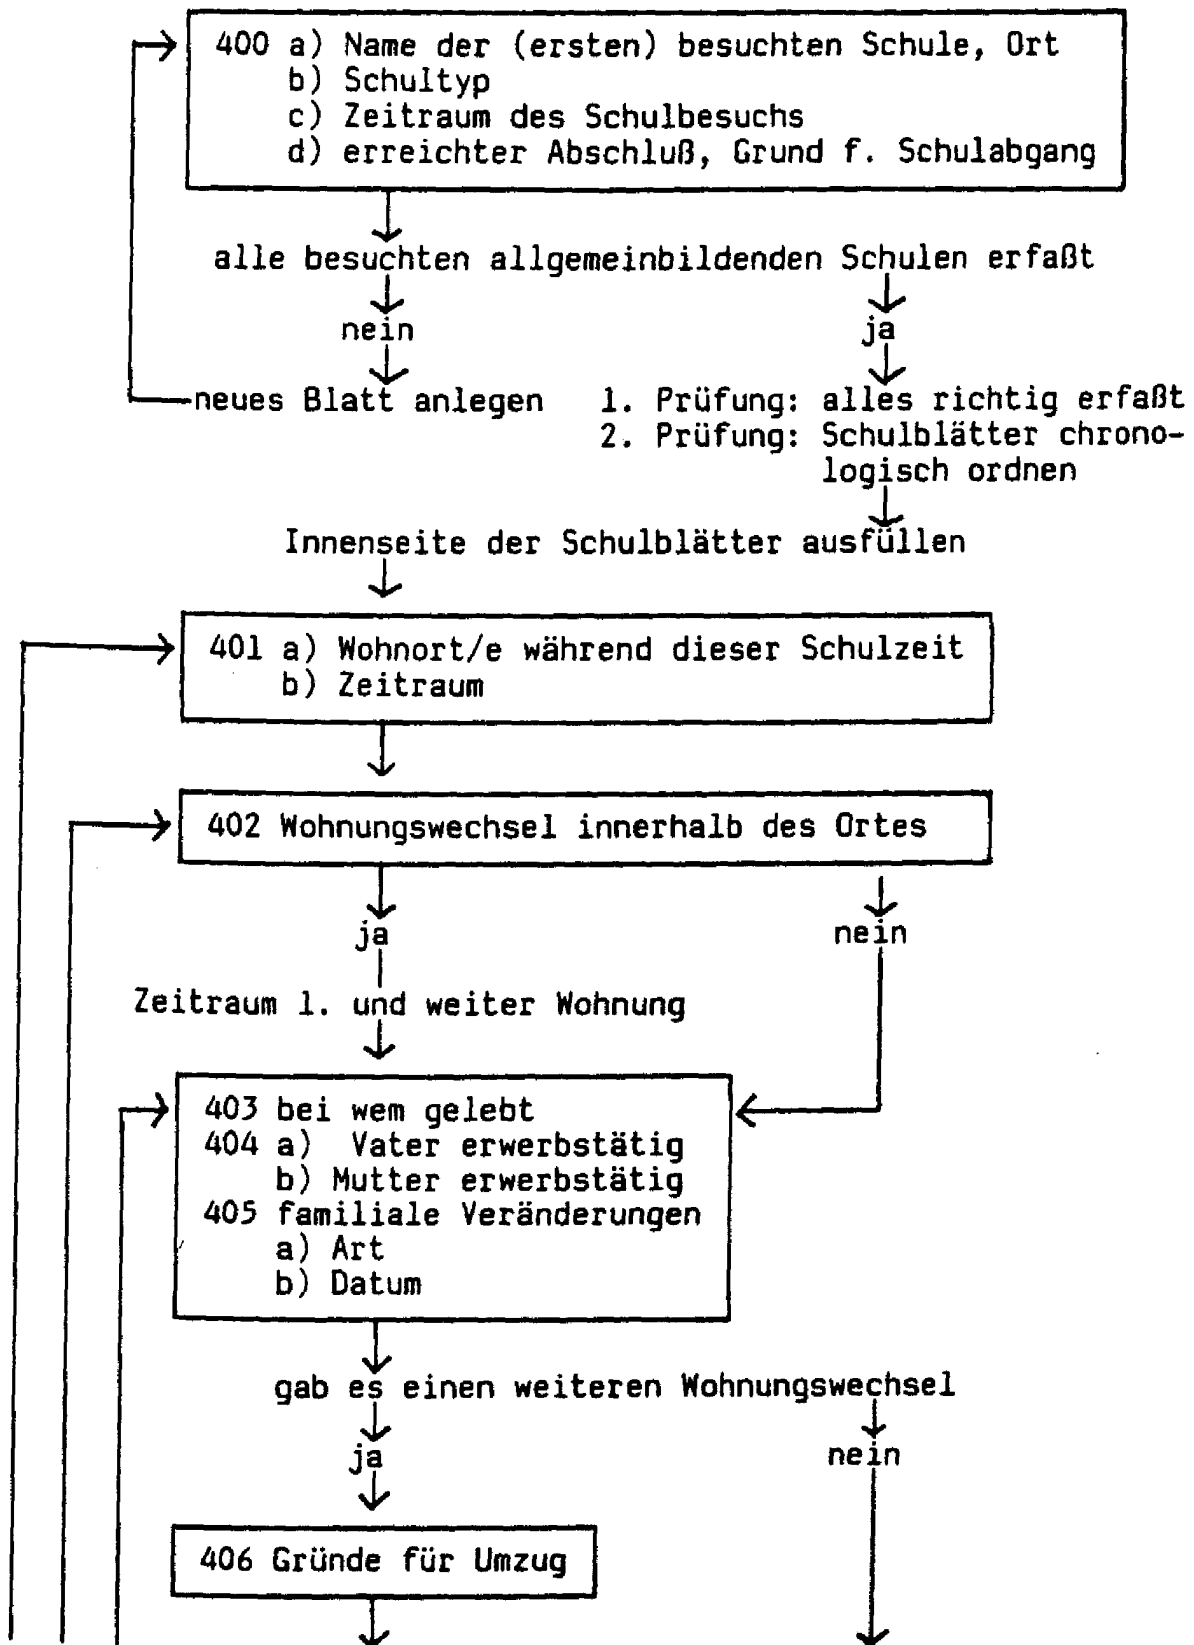 400 a) Name der (ersten) besuchten Schule, Ort
b) Schultyp
c) Zeitraum des Schulbesuchs
d) erreichter Abschluß, Grund f. Schulabgang
alle besuchten allgemeinbildenden Schulen erfaßt
nein
ja
neues Blatt anlegen
1. Prüfung: alles richtig erfaßt
2. Prüfung: Schulblätter chrono-
logisch ordnen
Innenseite der Schulblätter ausfüllen
401 a) Wohnort/e während dieser Schulzeit
b) Zeitraum
402 Wohnungswechsel innerhalb des Ortes
ja
nein
Zeitraum 1. und weiter Wohnung
403 bei wem gelebt
404 a) Vater erwerbstätig
b) Mutter erwerbstätig
405 familiale Veränderungen
a) Art
b) Datum
gab es einen weiteren Wohnungswechsel
ja
nein
406 Gründe für Umzug